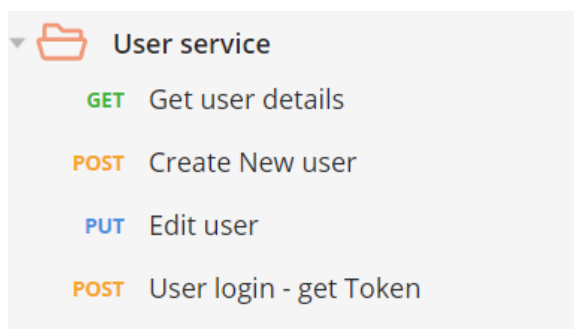 User service
GET Get user details
POST Create New user
PUT Edit user
POST User login - get Token